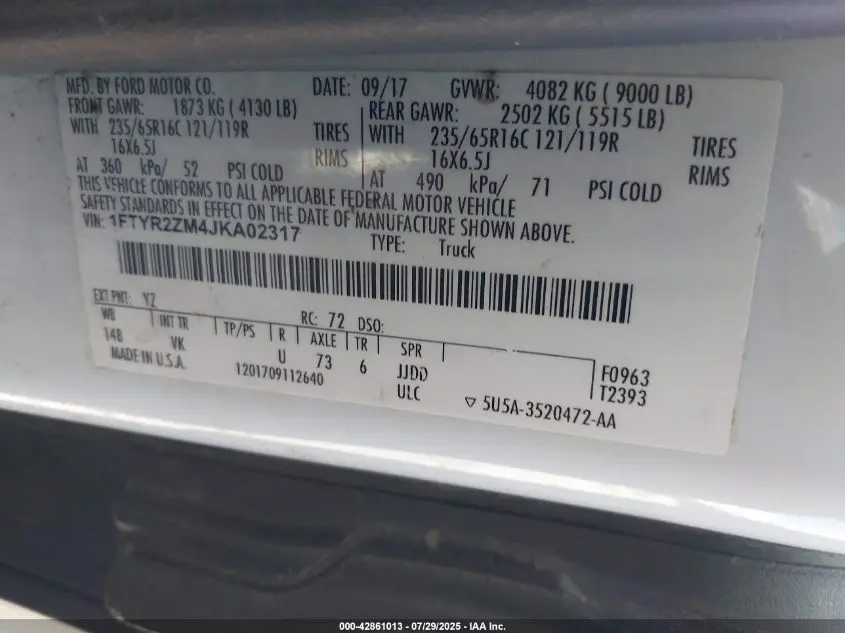 MFD. BY FORD MOTOR CO. DATE: 09/17 GVWR: 4082 KG ( 9000 LB)
FRONT GAWR: 1873 KG ( 4130 LB) REAR GAWR: 2502 KG ( 5515 LB)
WITH 235/65R16C 121/119R TIRES WITH 235/65R16C 121/119R TIRES
16X6.5J RIMS 16X6.5J RIMS
AT 360 kPa/ 52 PSI COLD AT 490 kPa/ 71 PSI COLD
THIS VEHICLE CONFORMS TO ALL APPLICABLE FEDERAL MOTOR VEHICLE
SAFETY STANDARDS IN EFFECT ON THE DATE OF MANUFACTURE SHOWN ABOVE.
VIN: 1FTYR2ZM4JKA02317 TYPE: Truck
EXT PNT: YZ RC: 72 DSO:
WB INT TR TP/PS R AXLE TR SPR
148 VK U 73 6 JJDD F0963
MADE IN U.S.A. 1201709112640 ULC T2393
5U5A-3520472-AA
000-42861013 - 07/29/2025 - IAA Inc.